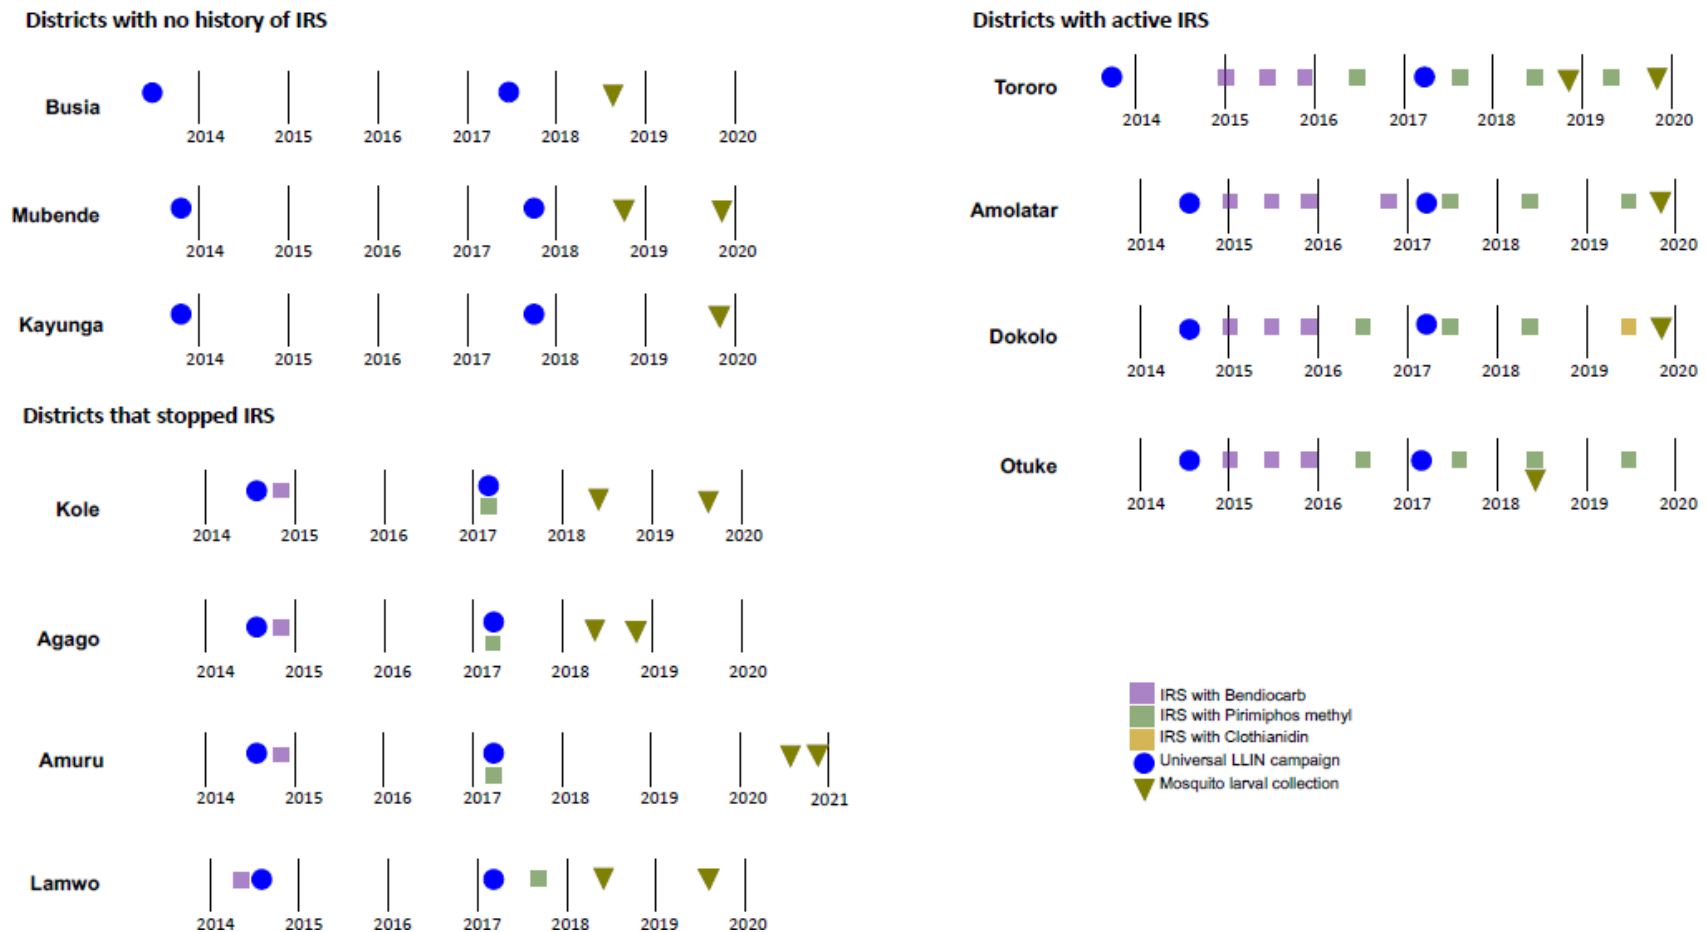 Districts with no history of IRS
Busia
2014 2015 2016 2017 2018 2019 2020
Mubende
2014 2015 2016 2017 2018 2019 2020
Kayunga
2014 2015 2016 2017 2018 2019 2020
Districts that stopped IRS
Kole
2014 2015 2016 2017 2018 2019 2020
Agago
2014 2015 2016 2017 2018 2019 2020
Amuru
2014 2015 2016 2017 2018 2019 2020 2021
Lamwo
2014 2015 2016 2017 2018 2019 2020
Districts with active IRS
Tororo
2014 2015 2016 2017 2018 2019 2020
Amolatar
2014 2015 2016 2017 2018 2019 2020
Dokolo
2014 2015 2016 2017 2018 2019 2020
Otuke
2014 2015 2016 2017 2018 2019 2020
IRS with Bendiocarb
IRS with Pirimiphos methyl
IRS with Clothianidin
Universal LLIN campaign
Mosquito larval collection